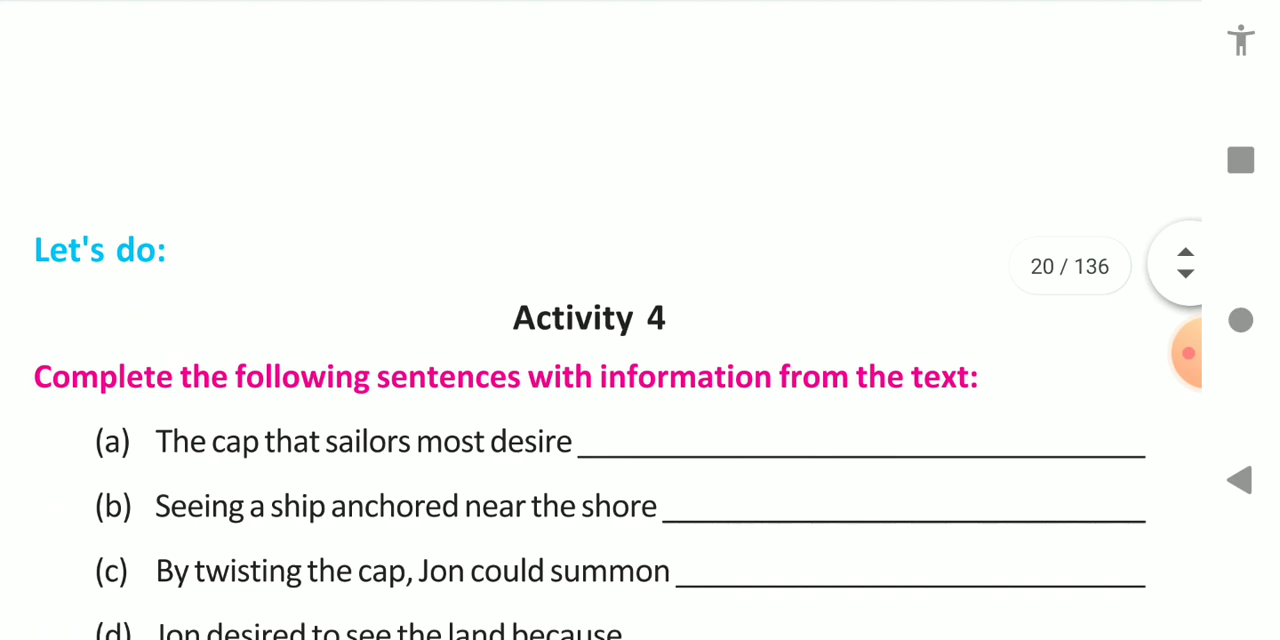 Let's do:
20 / 136
Activity 4
Complete the following sentences with information from the text:
(a) The cap that sailors most desire
(b) Seeing a ship anchored near the shore
(c) By twisting the cap, Jon could summon
(d) Jon desired to see the land because